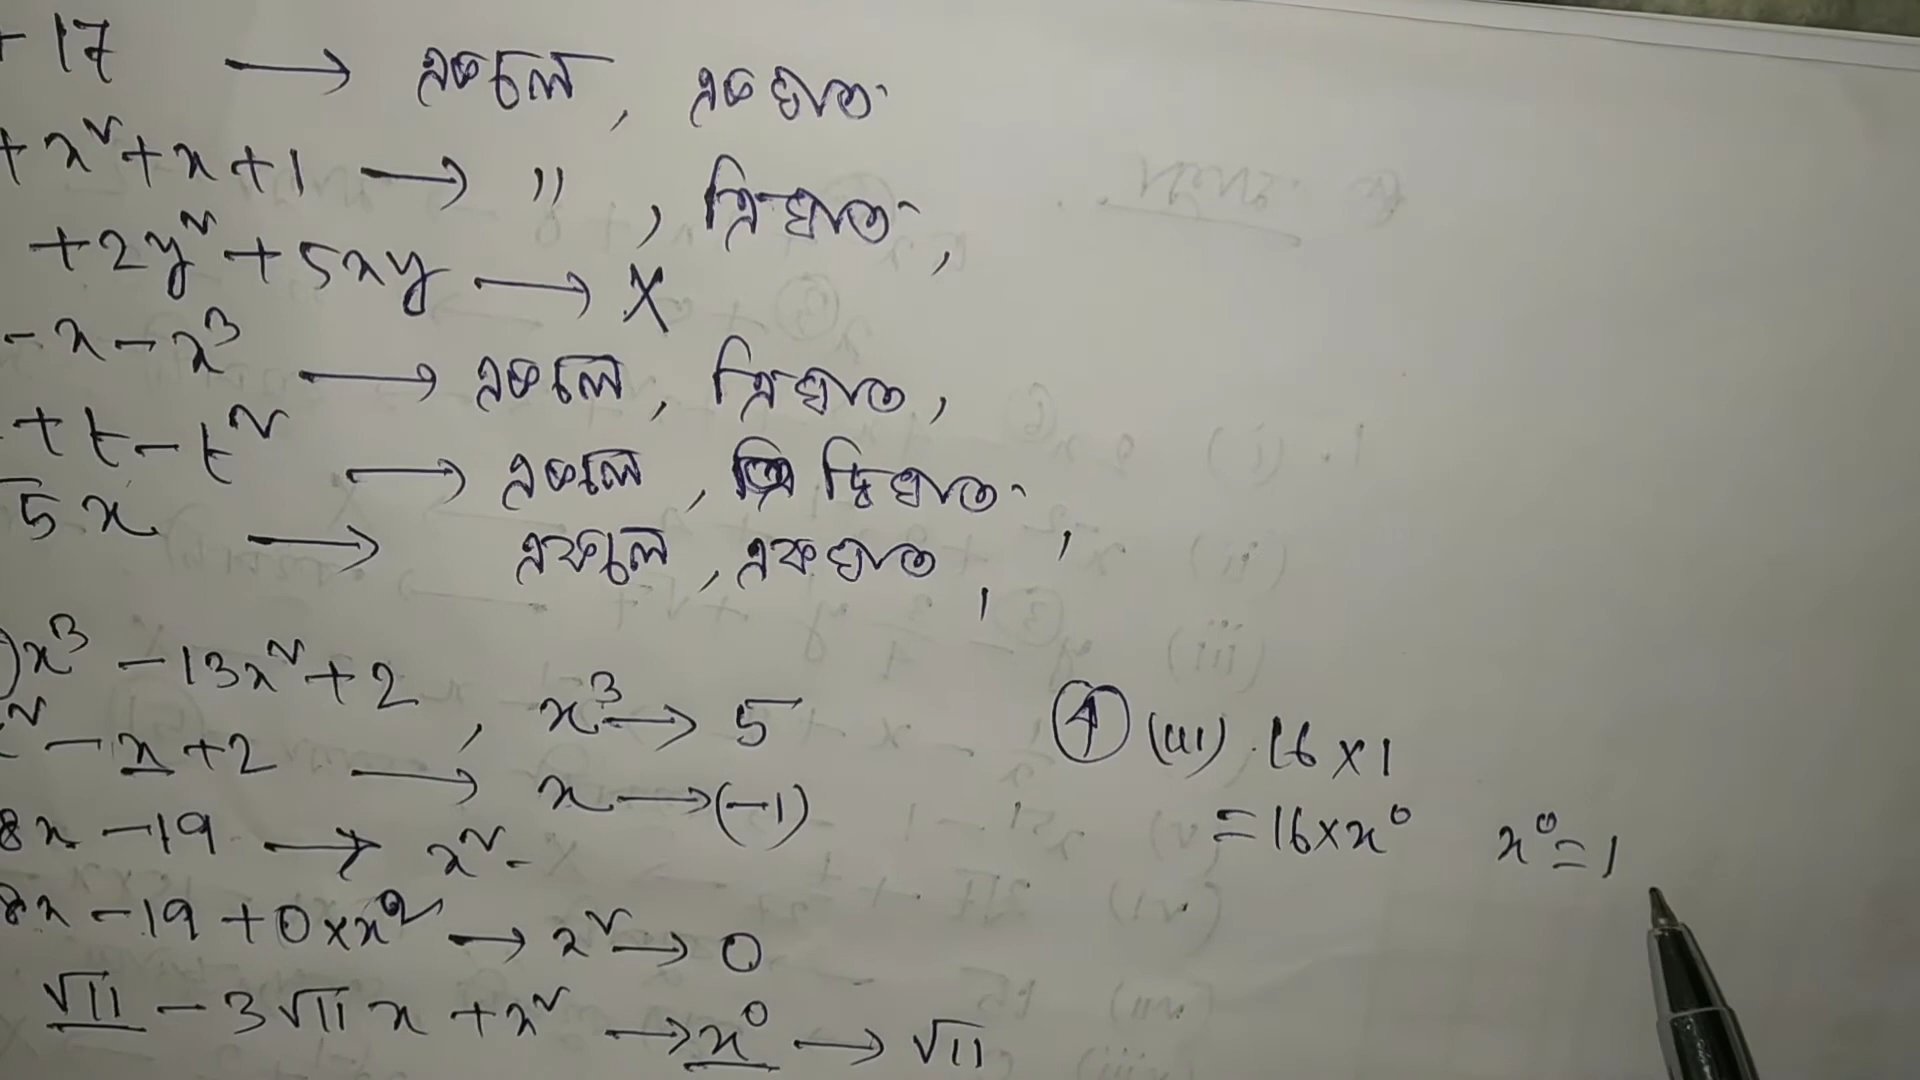 + 17 → একচলে, একঘাত
+ x² + x + 1 → " , ত্রিঘাত,
+ 2y² + 5xy → X
- x - x³ → একচলে, ত্রিঘাত,
+ t - t² → একচলে, দ্বিঘাত,
5x → একচলে, একঘাত,
)x³ - 13x² + 2, x³ → 5
² - x + 2 → x → (-1)
8x - 19 → x² -
8x - 19 + 0×x² → x² → 0
√11 - 3√11 x + x² → x⁰ → √11
④ (iii) 16 × 1
= 16 × x⁰ x⁰ = 1